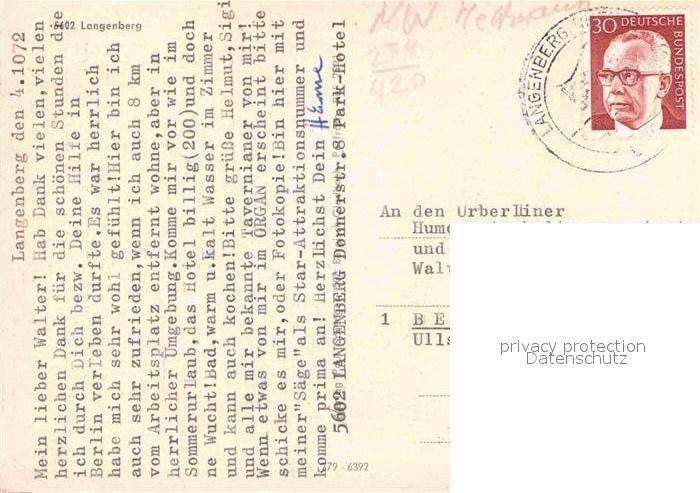 5602 Langenberg
Langenberg den 4.1072
Mein lieber Walter! Hab Dank vielen, vielen
herzlichen Dank für die schönen Stunden die
ich durch Dich bezw. Deine Hilfe in
Berlin verleben durfte.Es war herrlich
habe mich sehr wohl gefühlt!Hier bin ich
auch sehr zufrieden,wenn ich auch 8 km
vom Arbeitsplatz entfernt wohne,aber in
herrlicher Umgebung.Komme mir vor wie im
Sommerurlaub,das Hotel billig(200)und doch
ne Wucht!Bad,warm u.kalt Wasser im Zimmer
und kann auch kochen!Bitte grüße Helmut,Sigi
und alle mir bekannte Tavernianer von mir!
Wenn etwas von mir im ORGAN erscheint bitte
schicke es mir,oder Fotokopie!Bin hier mit
meiner"Säge"als Star-Attraktionsnummer und
komme prima an! Herzlichst Dein
5602 LANGENBERG Donnerstr.8 Park-Hotel
279 - 6392
274
420
LANGENBERG
30 DEUTSCHE
BUNDESPOST
An den Urberliner
Humo
und
Walt
1 BE
Ulls
privacy protection
Datenschutz